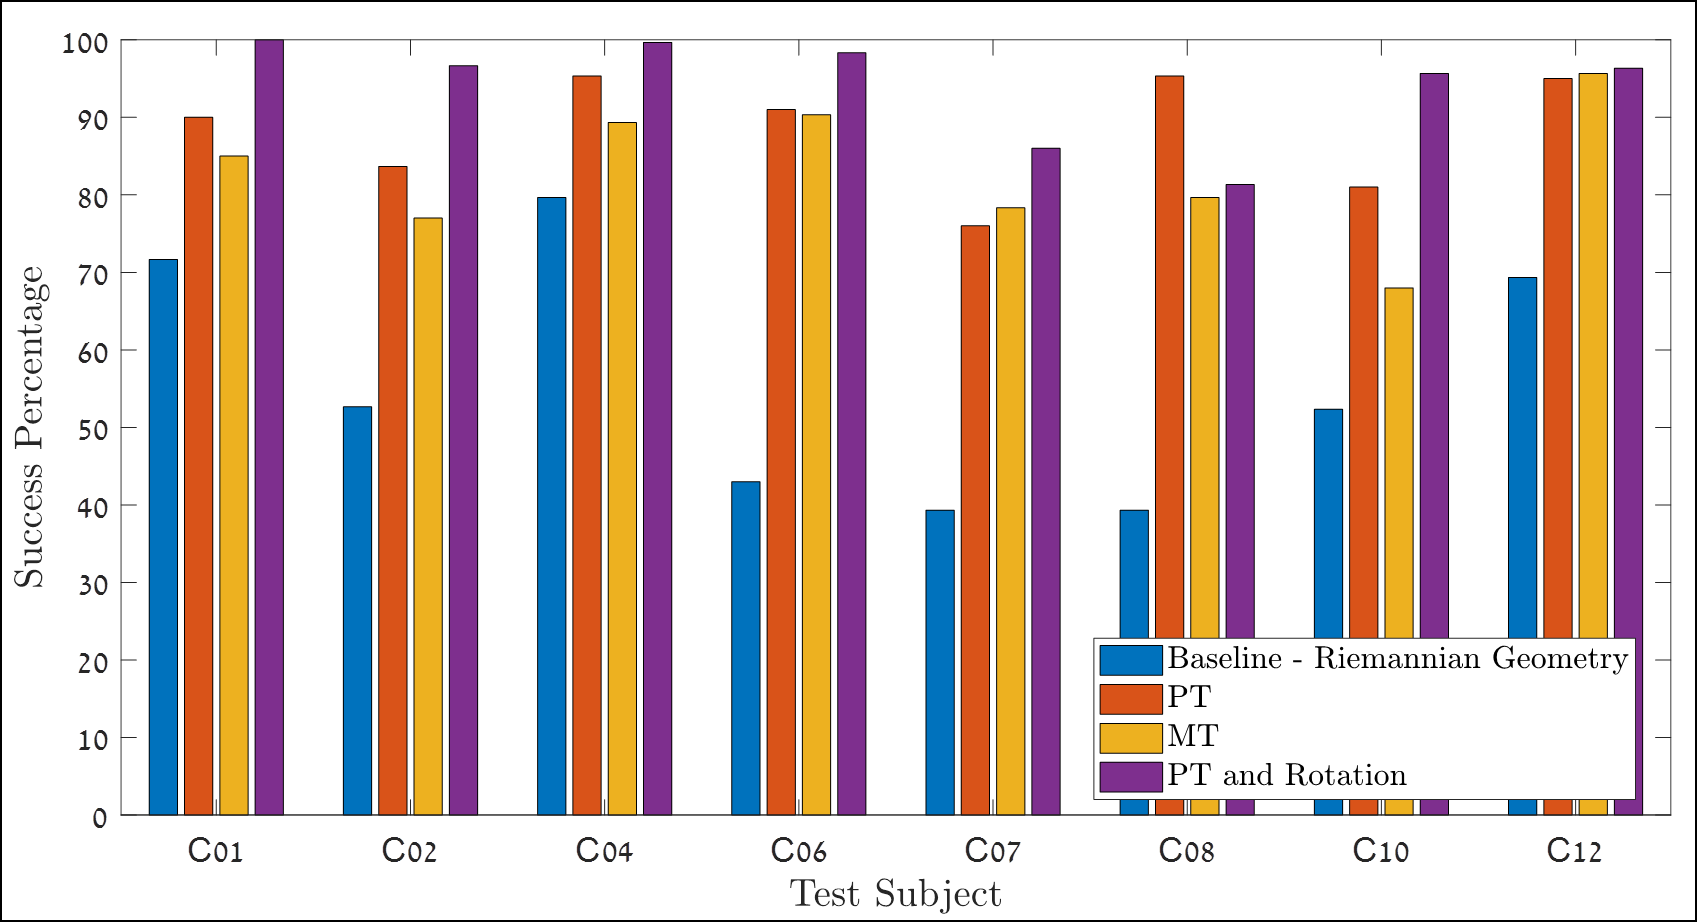 Success Percentage
100
90
80
70
60
50
40
30
20
10
0
Baseline - Riemannian Geometry
PT
MT
PT and Rotation
C01 C02 C04 C06 C07 C08 C10 C12
Test Subject